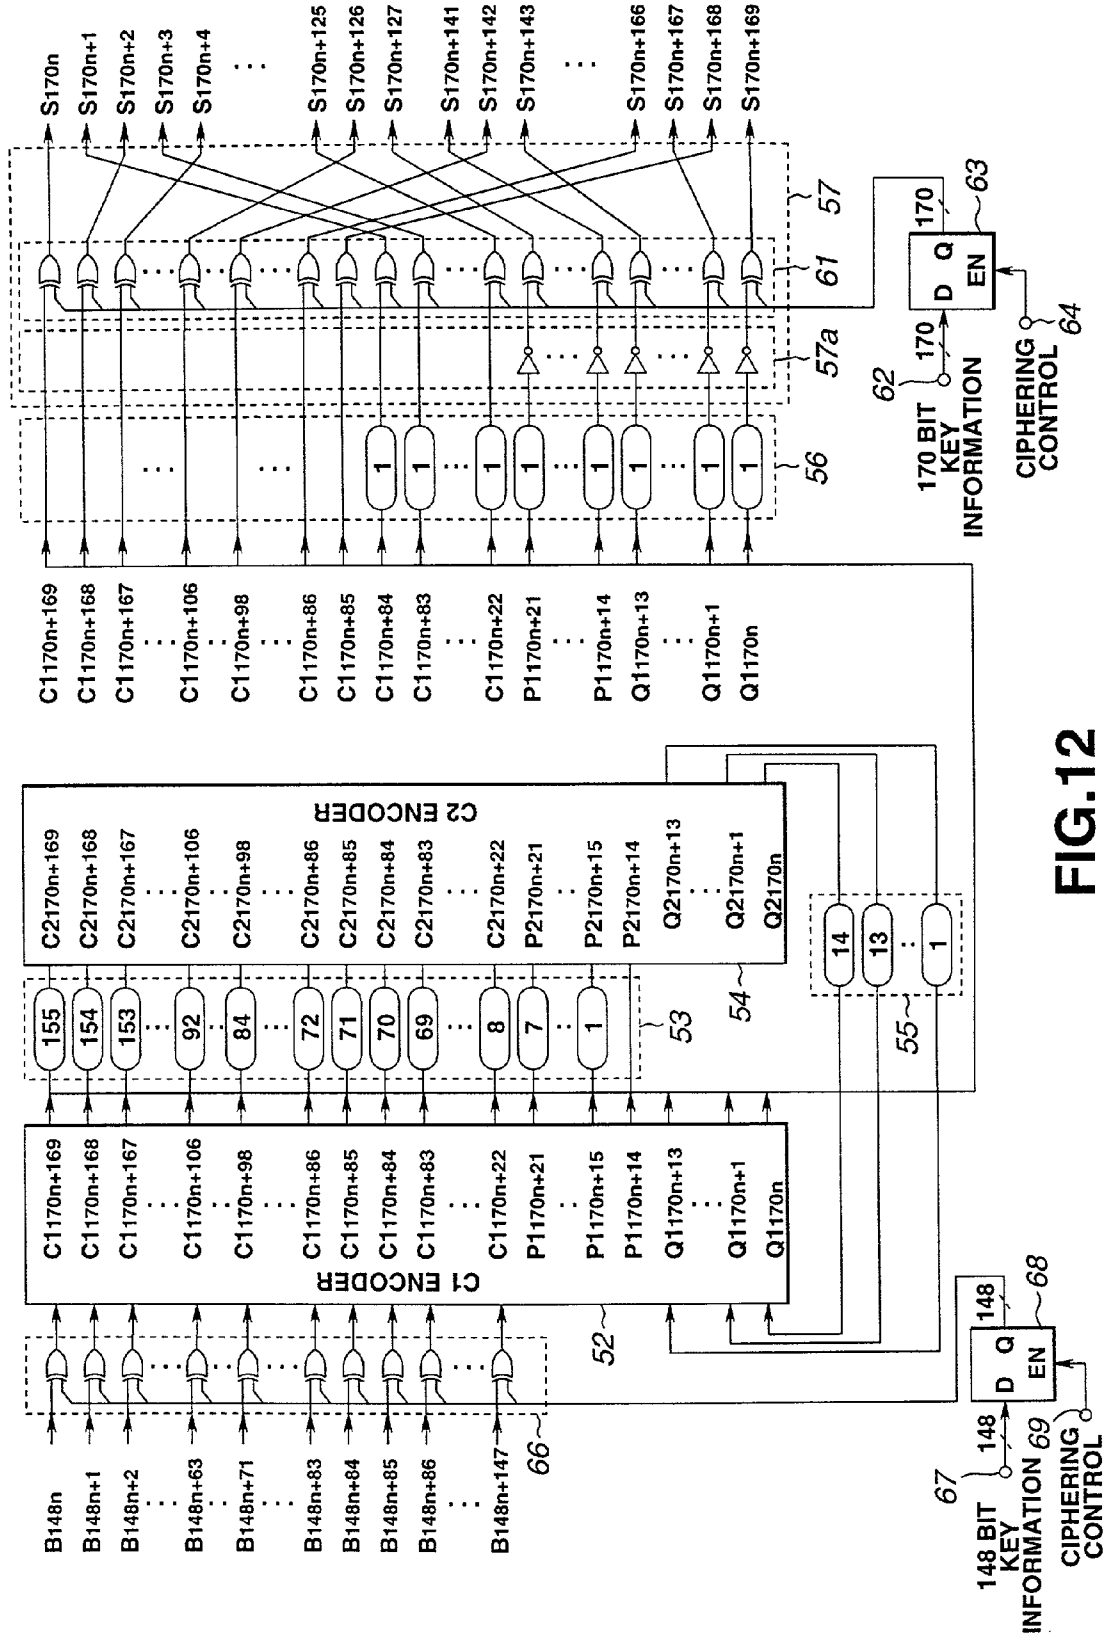 B148n
B148n+1
B148n+2
B148n+63
B148n+71
B148n+83
B148n+84
B148n+85
B148n+86
B148n+147
66
C1 ENCODER
52
C1170n+169
C1170n+168
C1170n+167
C1170n+106
C1170n+98
C1170n+86
C1170n+85
C1170n+84
C1170n+83
C1170n+22
P1170n+21
P1170n+15
P1170n+14
Q1170n+13
Q1170n+1
Q1170n
155
154
153
92
84
72
71
70
69
8
7
1
53
C2170n+169
C2170n+168
C2170n+167
C2170n+106
C2170n+98
C2170n+86
C2170n+85
C2170n+84
C2170n+83
C2170n+22
P2170n+21
P2170n+15
P2170n+14
Q2170n+13
Q2170n+1
Q2170n
C2 ENCODER
54
14
13
1
55
148 BIT
KEY
INFORMATION
67
148
D Q
EN
148
68
69
CIPHERING
CONTROL
C1170n+169
C1170n+168
C1170n+167
C1170n+106
C1170n+98
C1170n+86
C1170n+85
C1170n+84
C1170n+83
C1170n+22
P1170n+21
P1170n+14
Q1170n+13
Q1170n+1
Q1170n
1
1
1
1
1
1
1
1
56
57a
61
57
S170n
S170n+1
S170n+2
S170n+3
S170n+4
S170n+125
S170n+126
S170n+127
S170n+141
S170n+142
S170n+143
S170n+166
S170n+167
S170n+168
S170n+169
170 BIT
KEY
INFORMATION
62
170
D Q
EN
170
63
64
CIPHERING
CONTROL
FIG.12